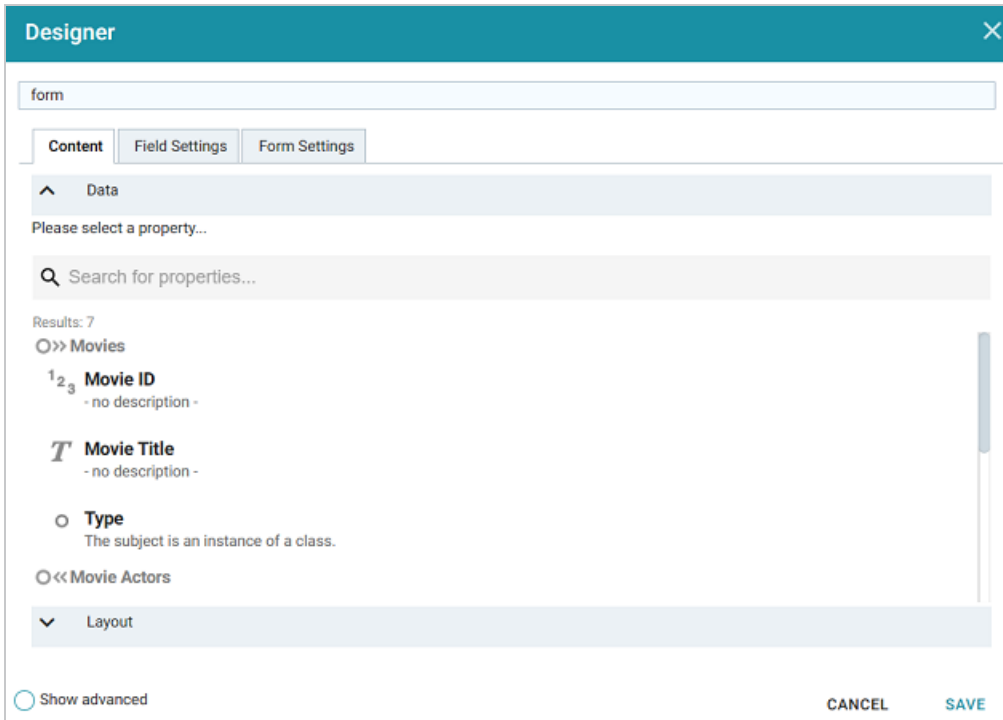 Designer
form
Content Field Settings Form Settings
Data
Please select a property...
Search for properties...
Results: 7
Movies
123 Movie ID
- no description -
T Movie Title
- no description -
Type
The subject is an instance of a class.
Movie Actors
Layout
Show advanced
CANCEL SAVE